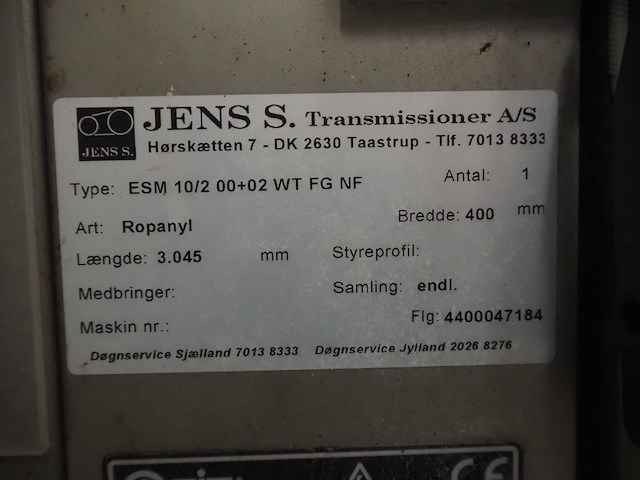 JENS S. Transmissioner A/S
JENS S.
Hørskætten 7 - DK 2630 Taastrup - Tlf. 7013 8333
Type: ESM 10/2 00+02 WT FG NF Antal: 1
Art: Ropanyl Bredde: 400 mm
Længde: 3.045 mm Styreprofil:
Medbringer: Samling: endl.
Maskin nr.: Flg: 4400047184
Døgnservice Sjælland 7013 8333 Døgnservice Jylland 2026 8276
CE